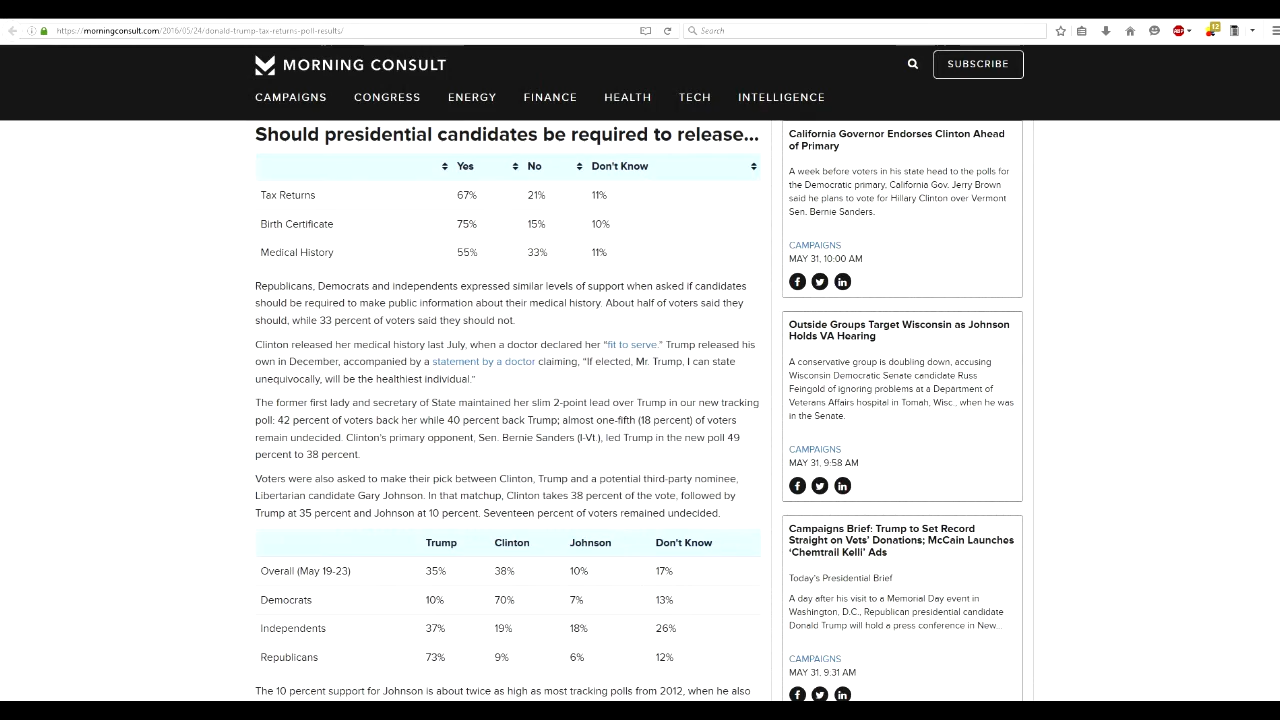 https://morningconsult.com/2016/05/24/donald-trump-tax-returns-poll-results/
Search
12
ABP
MORNING CONSULT
SUBSCRIBE
CAMPAIGNS CONGRESS ENERGY FINANCE HEALTH TECH INTELLIGENCE
Should presidential candidates be required to release...
Yes No Don't Know
Tax Returns 67% 21% 11%
Birth Certificate 75% 15% 10%
Medical History 55% 33% 11%
Republicans, Democrats and independents expressed similar levels of support when asked if candidates
should be required to make public information about their medical history. About half of voters said they
should, while 33 percent of voters said they should not.
Clinton released her medical history last July, when a doctor declared her “fit to serve.” Trump released his
own in December, accompanied by a statement by a doctor claiming, “If elected, Mr. Trump, I can state
unequivocally, will be the healthiest individual.”
The former first lady and secretary of State maintained her slim 2-point lead over Trump in our new tracking
poll: 42 percent of voters back her while 40 percent back Trump; almost one-fifth (18 percent) of voters
remain undecided. Clinton’s primary opponent, Sen. Bernie Sanders (I-Vt.), led Trump in the new poll 49
percent to 38 percent.
Voters were also asked to make their pick between Clinton, Trump and a potential third-party nominee,
Libertarian candidate Gary Johnson. In that matchup, Clinton takes 38 percent of the vote, followed by
Trump at 35 percent and Johnson at 10 percent. Seventeen percent of voters remained undecided.
Trump Clinton Johnson Don't Know
Overall (May 19-23) 35% 38% 10% 17%
Democrats 10% 70% 7% 13%
Independents 37% 19% 18% 26%
Republicans 73% 9% 6% 12%
The 10 percent support for Johnson is about twice as high as most tracking polls from 2012, when he also
California Governor Endorses Clinton Ahead
of Primary
A week before voters in his state head to the polls for
the Democratic primary, California Gov. Jerry Brown
said he plans to vote for Hillary Clinton over Vermont
Sen. Bernie Sanders.
CAMPAIGNS
MAY 31, 10:00 AM
Outside Groups Target Wisconsin as Johnson
Holds VA Hearing
A conservative group is doubling down, accusing
Wisconsin Democratic Senate candidate Russ
Feingold of ignoring problems at a Department of
Veterans Affairs hospital in Tomah, Wisc., when he was
in the Senate.
CAMPAIGNS
MAY 31, 9:58 AM
Campaigns Brief: Trump to Set Record
Straight on Vets’ Donations; McCain Launches
‘Chemtrail Kelli’ Ads
Today’s Presidential Brief
A day after his visit to a Memorial Day event in
Washington, D.C., Republican presidential candidate
Donald Trump will hold a press conference in New...
CAMPAIGNS
MAY 31, 9:31 AM